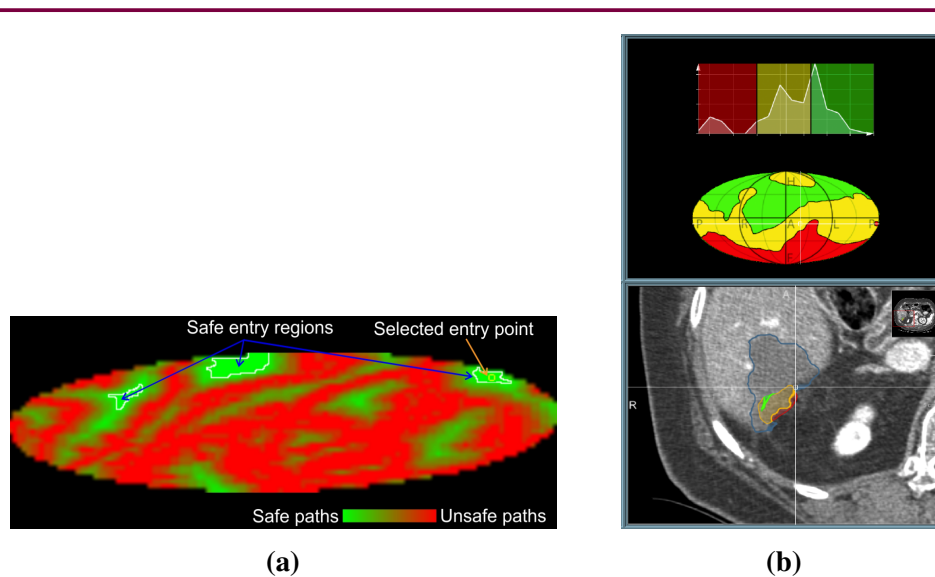 Safe entry regions Selected entry point
Safe paths Unsafe paths
(a)
H
P R A L P
F
R
(b)